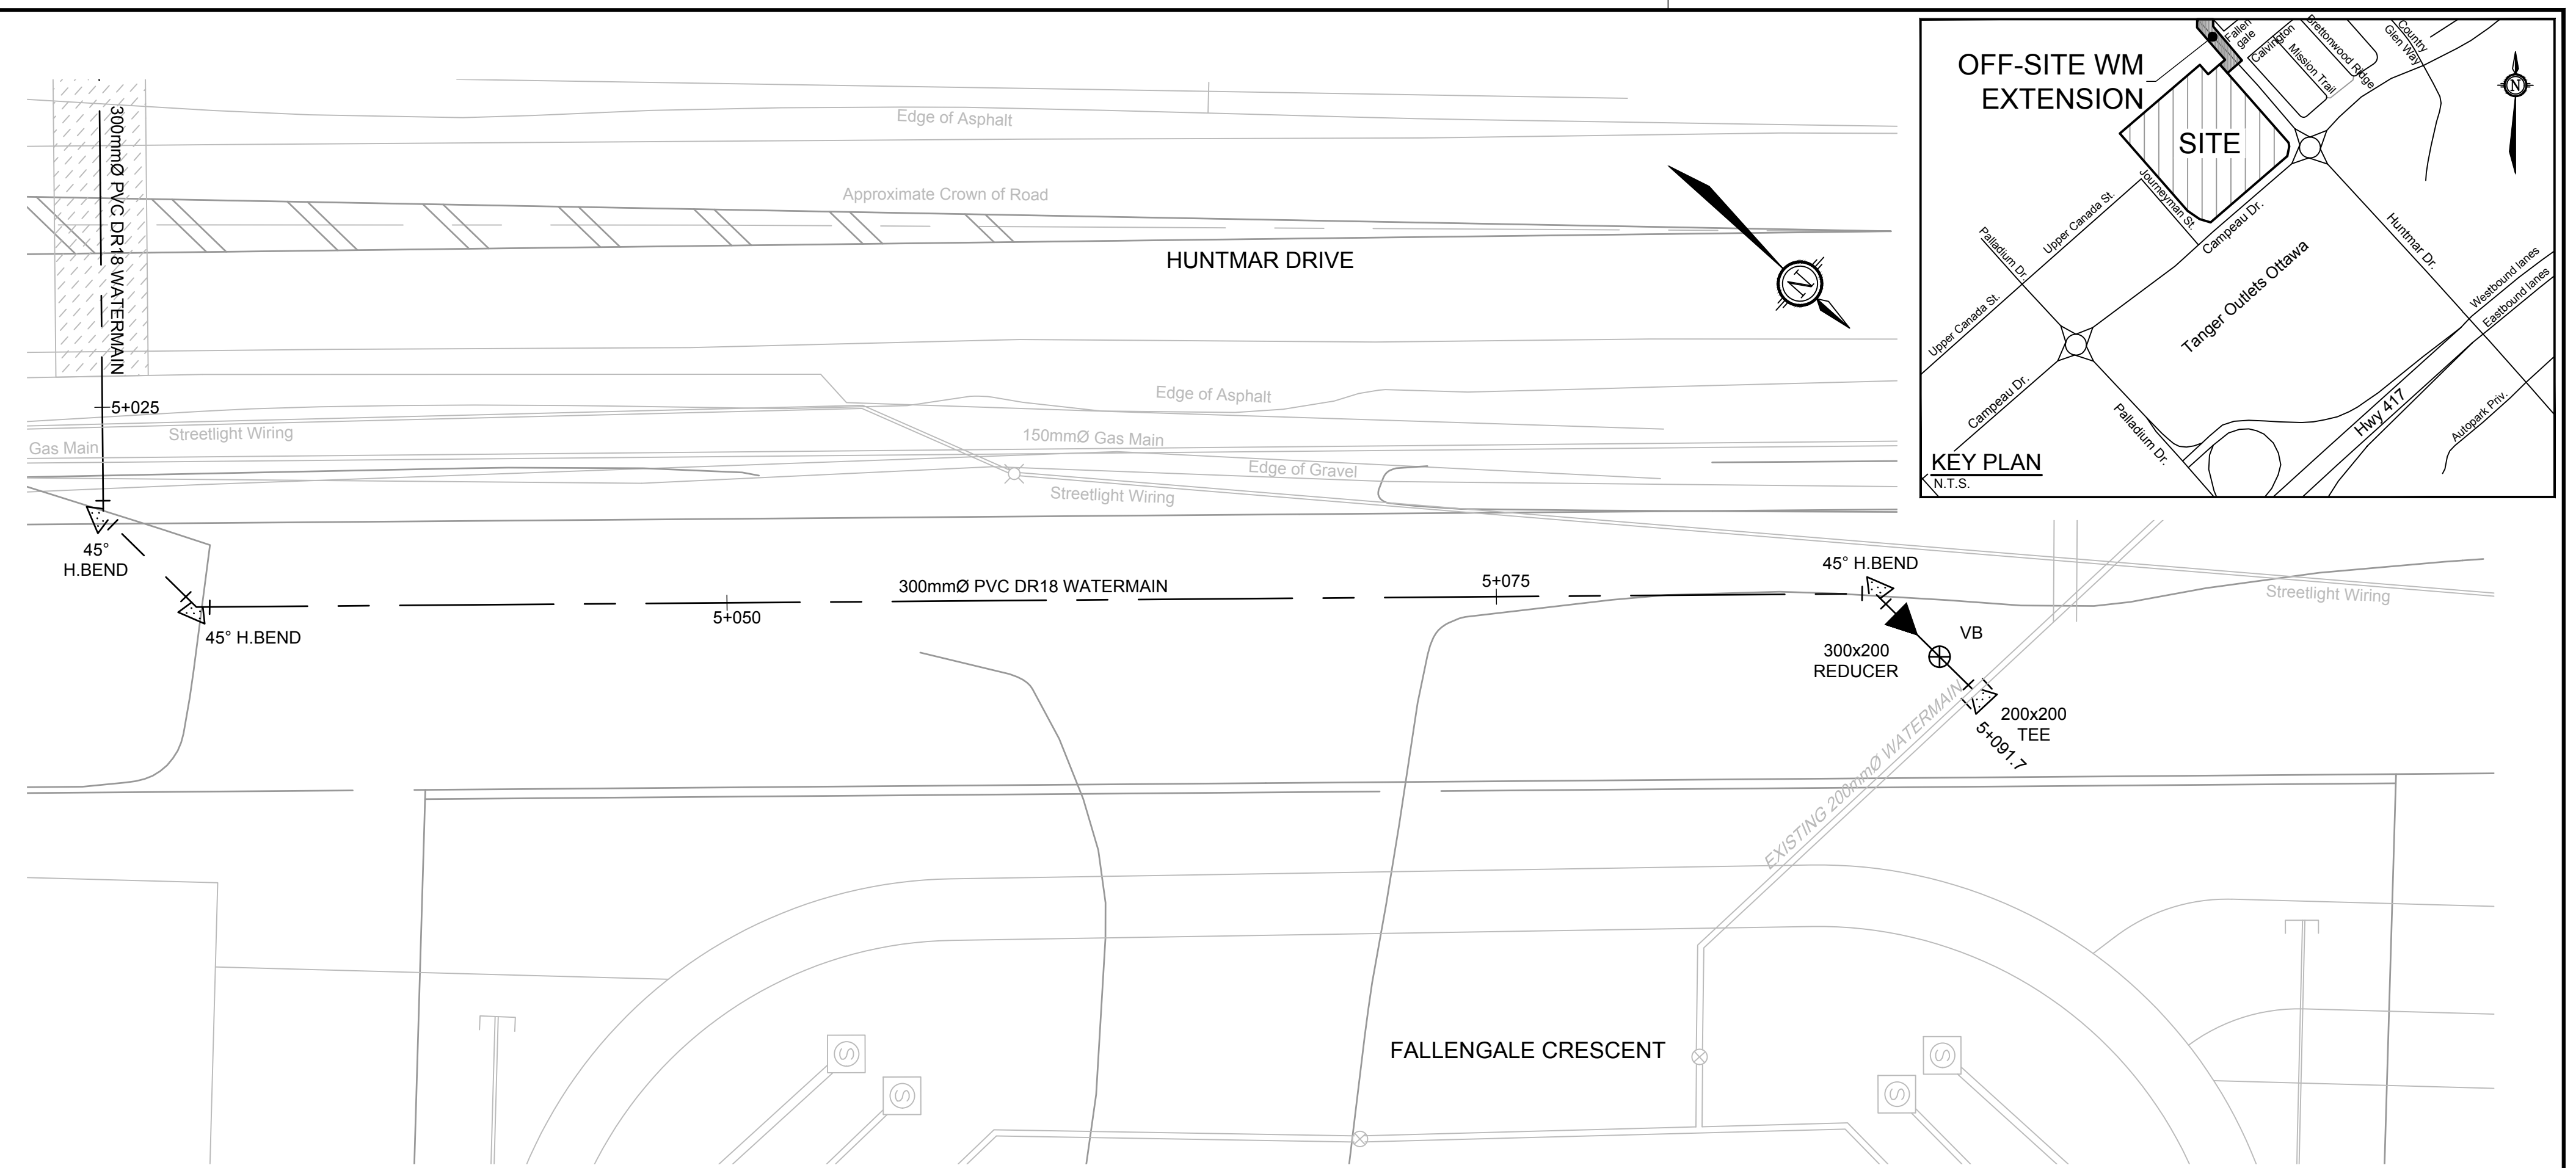 300mmØ PVC DR18 WATERMAIN
Edge of Asphalt
Approximate Crown of Road
HUNTMAR DRIVE
N
5+025
Streetlight Wiring
Gas Main
Edge of Asphalt
150mmØ Gas Main
Edge of Gravel
Streetlight Wiring
45°
H.BEND
45° H.BEND
300mmØ PVC DR18 WATERMAIN
5+050
5+075
45° H.BEND
300x200
REDUCER
VB
Streetlight Wiring
200x200
TEE
5+091.7
EXISTING 200mmØ WATERMAIN
FALLENGALE CRESCENT
S
S
S
S
OFF-SITE WM
EXTENSION
SITE
Fallen
gale
Calvington
Mission Trail
Brettonwood Ridge
Country
Glen Way
N
Journeyman St.
Upper Canada St.
Campeau Dr.
Palladium Dr.
Huntmar Dr.
Tanger Outlets Ottawa
Westbound lanes
Eastbound lanes
Upper Canada St.
Campeau Dr.
Palladium Dr.
Hwy 417
Autopark Priv.
KEY PLAN
N.T.S.